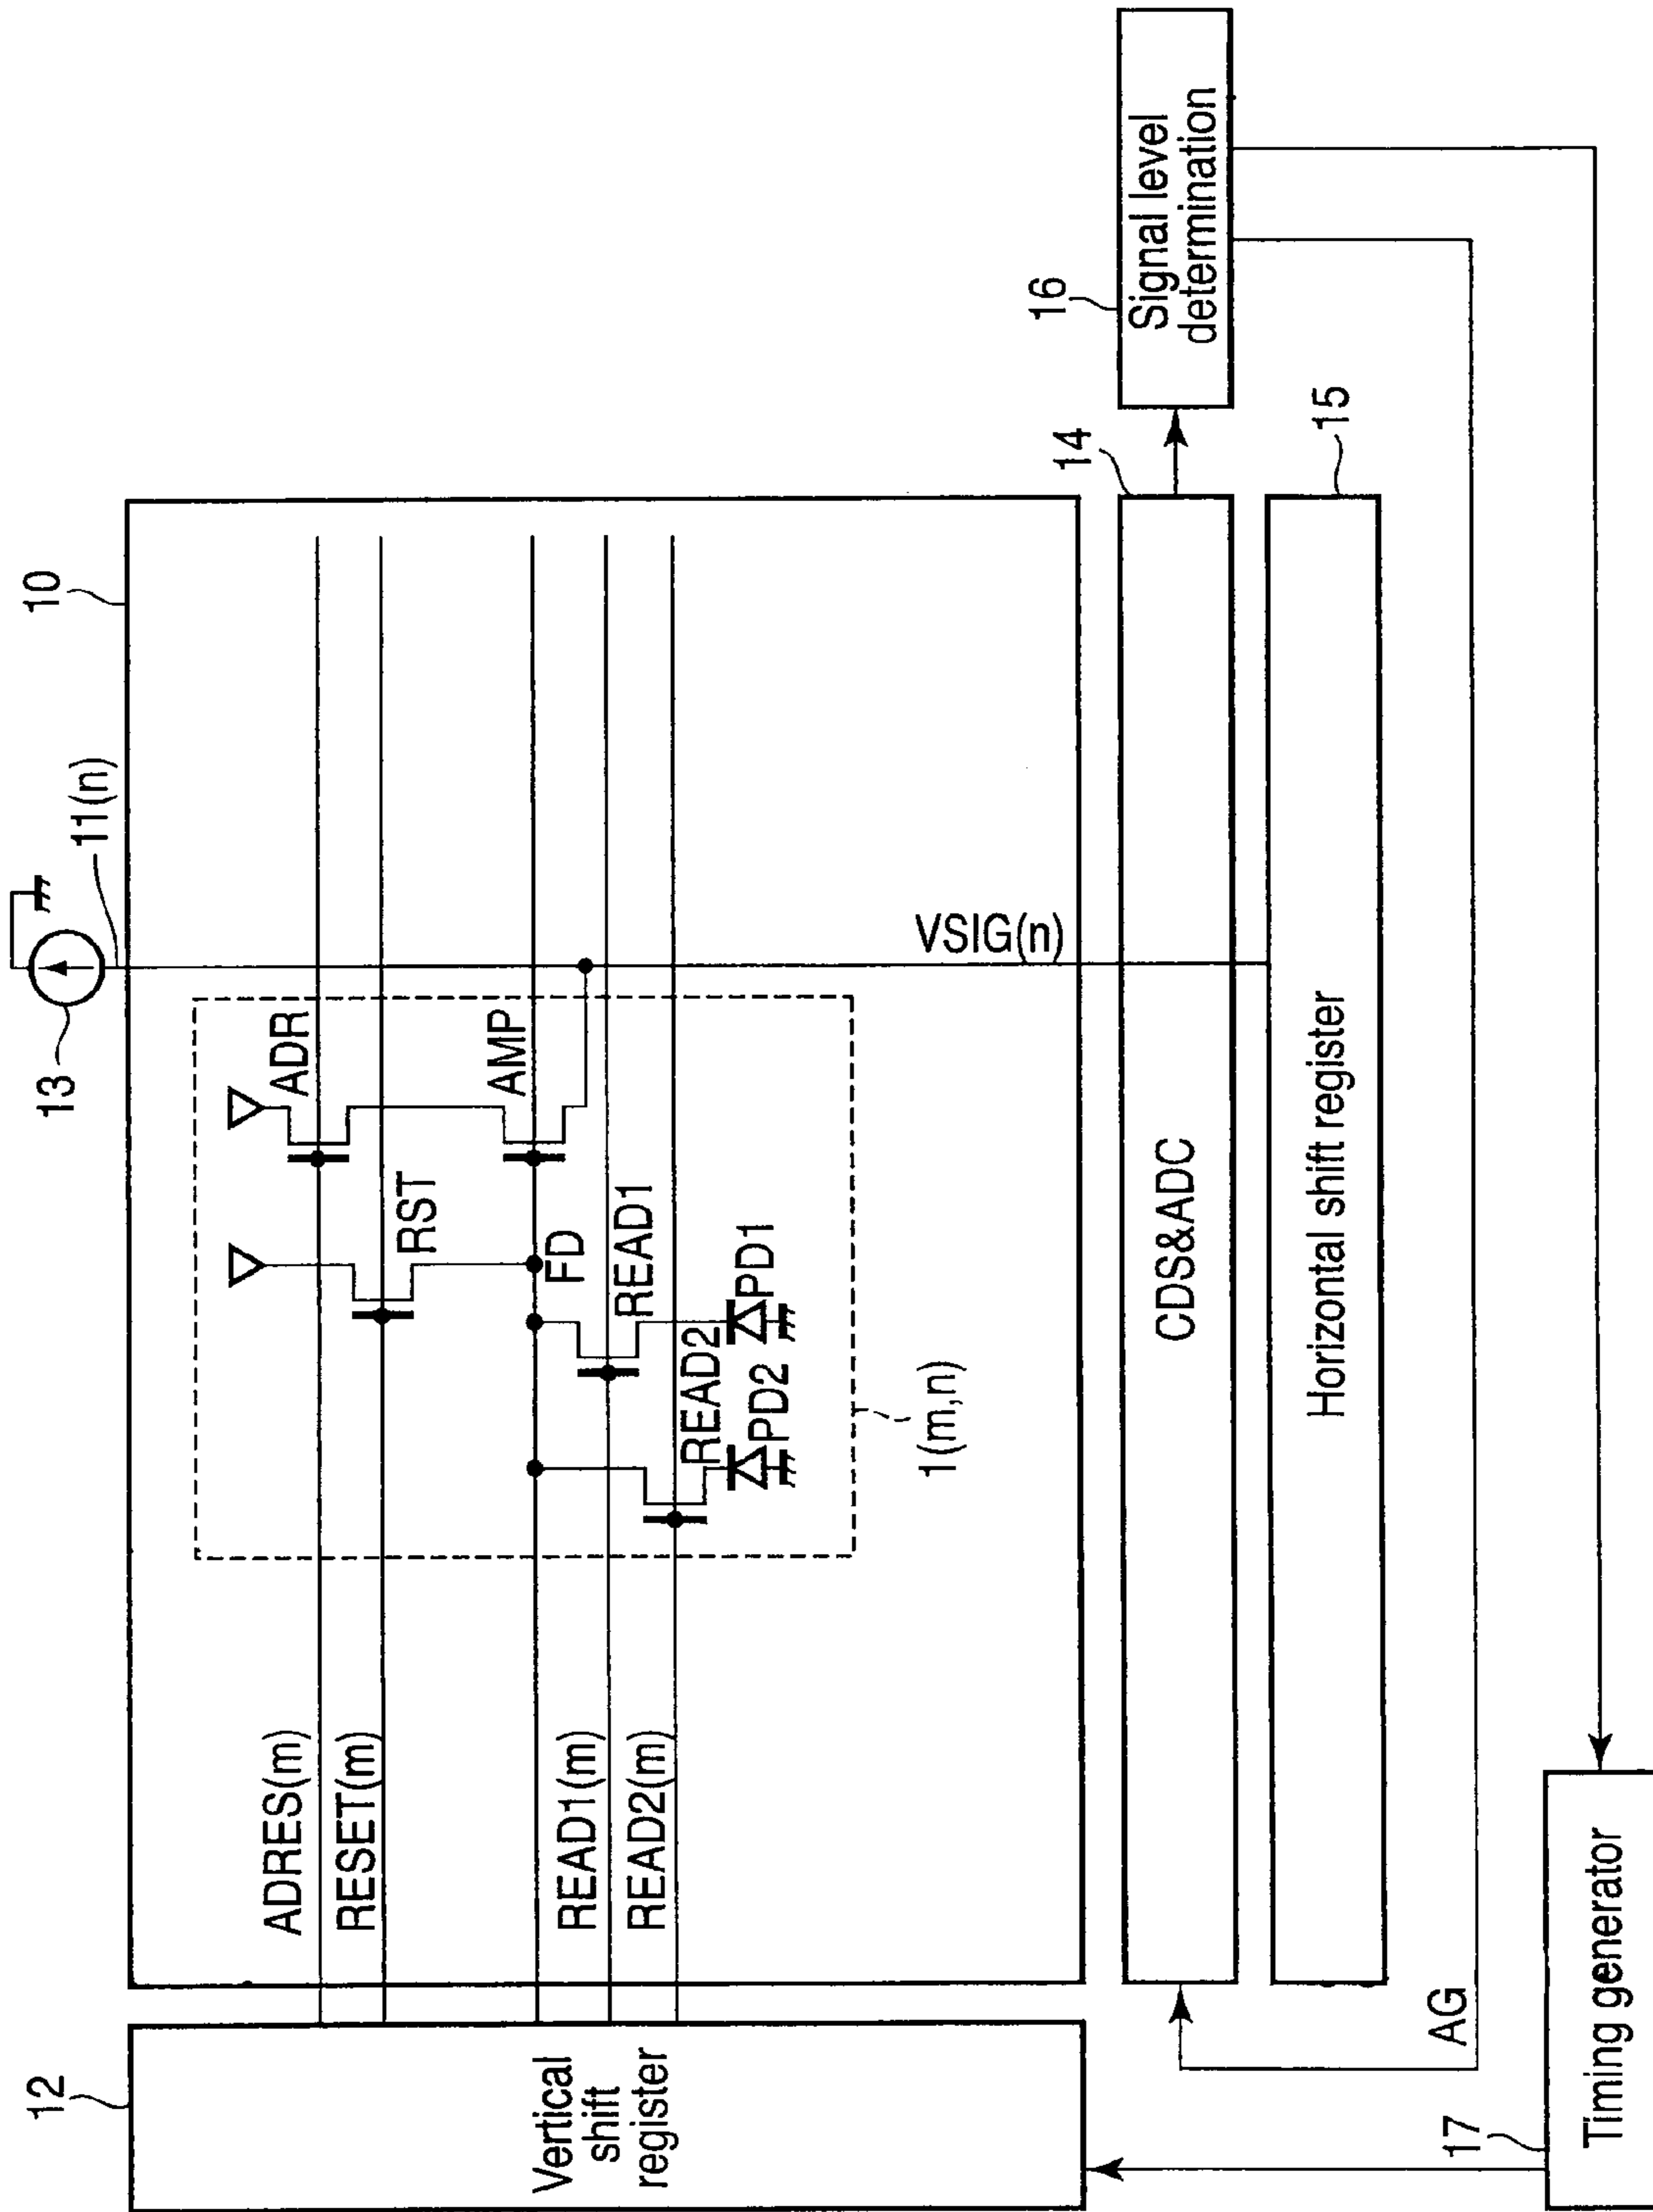 10
13
11(n)
12
Vertical
shift
register
ADRES(m)
RESET(m)
READ1(m)
READ2(m)
ADR
RST
AMP
FD
READ1
READ2
PD1
PD2
1(m,n)
VSIG(n)
14
CDS&ADC
15
Horizontal shift register
16
Signal level
determination
AG
17
Timing generator